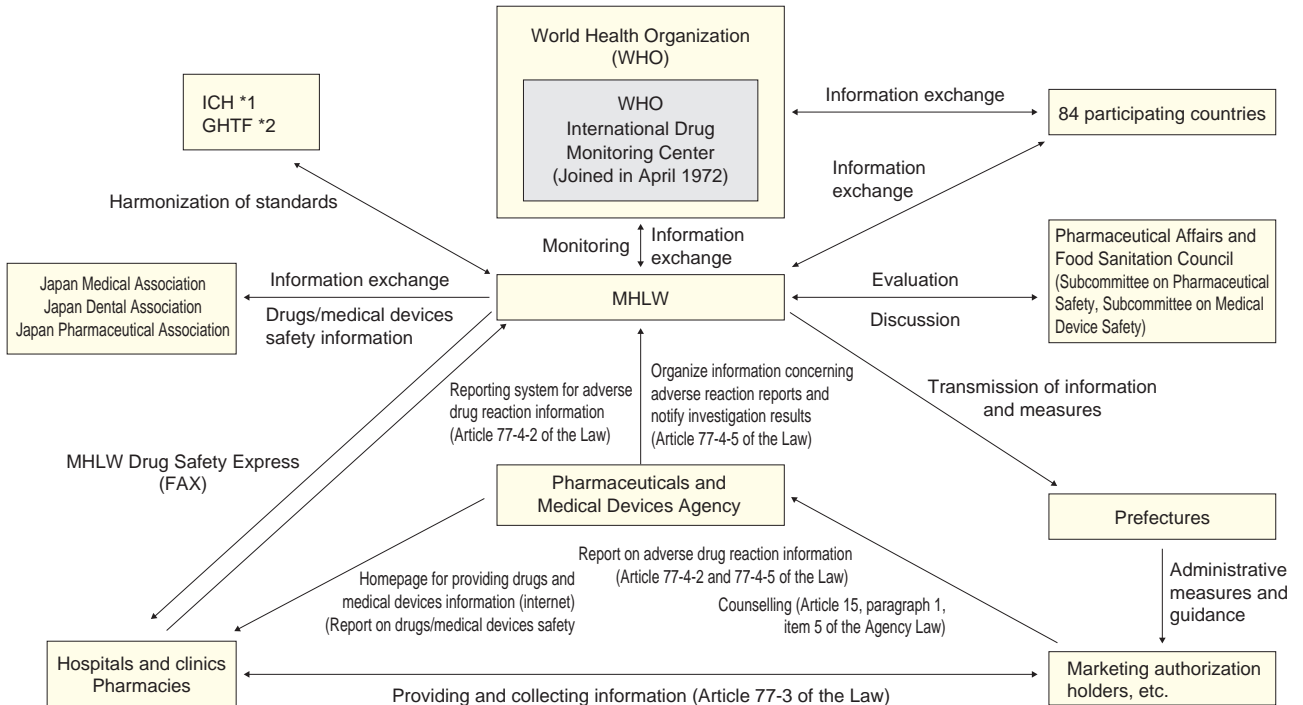 World Health Organization
(WHO)
WHO
International Drug
Monitoring Center
(Joined in April 1972)
ICH *1
GHTF *2
Information exchange
84 participating countries
Information
exchange
Harmonization of standards
Monitoring
Information
exchange
Pharmaceutical Affairs and
Food Sanitation Council
(Subcommittee on Pharmaceutical
Safety, Subcommittee on Medical
Device Safety)
Japan Medical Association
Japan Dental Association
Japan Pharmaceutical Association
Information exchange
Drugs/medical devices
safety information
MHLW
Evaluation
Discussion
Reporting system for adverse
drug reaction information
(Article 77-4-2 of the Law)
Organize information concerning
adverse reaction reports and
notify investigation results
(Article 77-4-5 of the Law)
Transmission of information
and measures
MHLW Drug Safety Express
(FAX)
Pharmaceuticals and
Medical Devices Agency
Prefectures
Report on adverse drug reaction information
(Article 77-4-2 and 77-4-5 of the Law)
Counselling (Article 15, paragraph 1,
item 5 of the Agency Law)
Homepage for providing drugs and
medical devices information (internet)
(Report on drugs/medical devices safety
Administrative
measures and
guidance
Hospitals and clinics
Pharmacies
Providing and collecting information (Article 77-3 of the Law)
Marketing authorization
holders, etc.